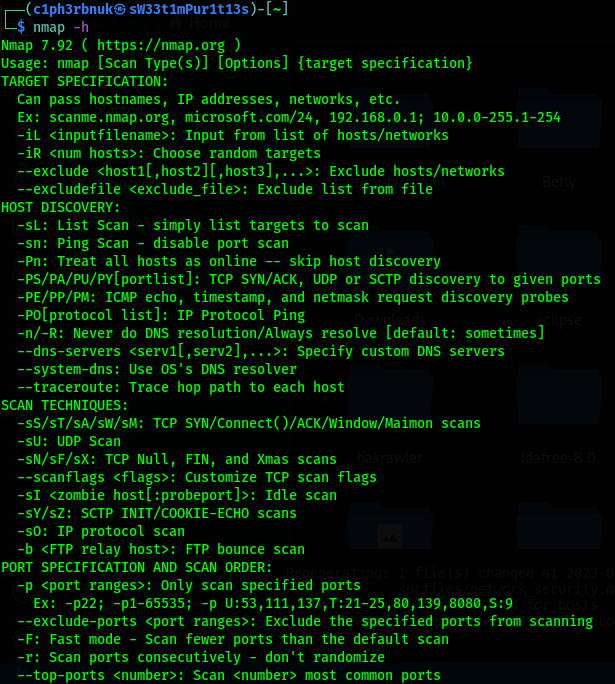 ┌──(c1ph3rbnuk㉿sW33t1mPur1t13s)-[~]
└─$ nmap -h
Nmap 7.92 ( https://nmap.org )
Usage: nmap [Scan Type(s)] [Options] {target specification}
TARGET SPECIFICATION:
  Can pass hostnames, IP addresses, networks, etc.
  Ex: scanme.nmap.org, microsoft.com/24, 192.168.0.1; 10.0.0-255.1-254
  -iL <inputfilename>: Input from list of hosts/networks
  -iR <num hosts>: Choose random targets
  --exclude <host1[,host2][,host3],...>: Exclude hosts/networks
  --excludefile <exclude_file>: Exclude list from file
HOST DISCOVERY:
  -sL: List Scan - simply list targets to scan
  -sn: Ping Scan - disable port scan
  -Pn: Treat all hosts as online -- skip host discovery
  -PS/PA/PU/PY[portlist]: TCP SYN/ACK, UDP or SCTP discovery to given ports
  -PE/PP/PM: ICMP echo, timestamp, and netmask request discovery probes
  -PO[protocol list]: IP Protocol Ping
  -n/-R: Never do DNS resolution/Always resolve [default: sometimes]
  --dns-servers <serv1[,serv2],...>: Specify custom DNS servers
  --system-dns: Use OS's DNS resolver
  --traceroute: Trace hop path to each host
SCAN TECHNIQUES:
  -sS/sT/sA/sW/sM: TCP SYN/Connect()/ACK/Window/Maimon scans
  -sU: UDP Scan
  -sN/sF/sX: TCP Null, FIN, and Xmas scans
  --scanflags <flags>: Customize TCP scan flags
  -sI <zombie host[:probeport]>: Idle scan
  -sY/sZ: SCTP INIT/COOKIE-ECHO scans
  -sO: IP protocol scan
  -b <FTP relay host>: FTP bounce scan
PORT SPECIFICATION AND SCAN ORDER:
  -p <port ranges>: Only scan specified ports
    Ex: -p22; -p1-65535; -p U:53,111,137,T:21-25,80,139,8080,S:9
  --exclude-ports <port ranges>: Exclude the specified ports from scanning
  -F: Fast mode - Scan fewer ports than the default scan
  -r: Scan ports consecutively - don't randomize
  --top-ports <number>: Scan <number> most common ports
Betty
Downloads
eclipse
hakrawler
idafree-8.0